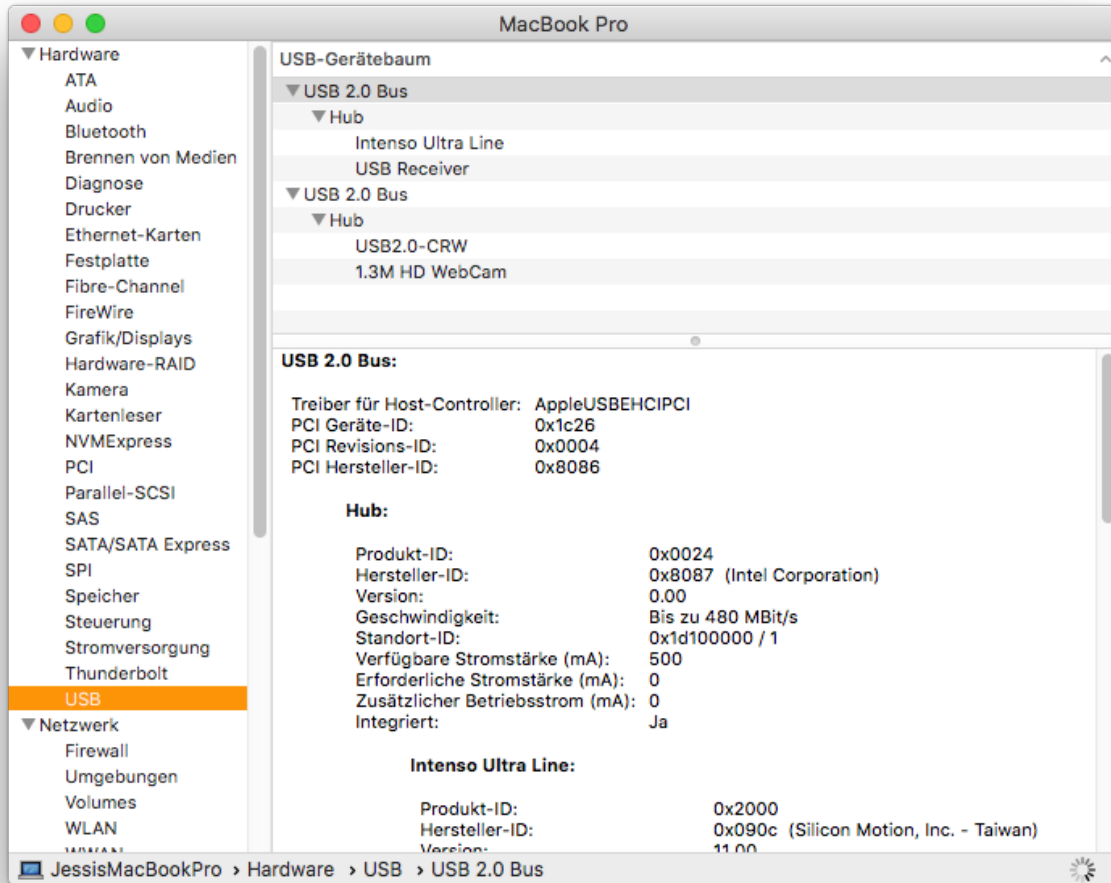 MacBook Pro
Hardware
ATA
Audio
Bluetooth
Brennen von Medien
Diagnose
Drucker
Ethernet-Karten
Festplatte
Fibre-Channel
FireWire
Grafik/Displays
Hardware-RAID
Kamera
Kartenleser
NVMExpress
PCI
Parallel-SCSI
SAS
SATA/SATA Express
SPI
Speicher
Steuerung
Stromversorgung
Thunderbolt
USB
Netzwerk
Firewall
Umgebungen
Volumes
WLAN
WWAN
USB-Gerätebaum
USB 2.0 Bus
Hub
Intenso Ultra Line
USB Receiver
USB 2.0 Bus
Hub
USB2.0-CRW
1.3M HD WebCam
USB 2.0 Bus:
Treiber für Host-Controller: AppleUSBEHCIPCI
PCI Geräte-ID: 0x1c26
PCI Revisions-ID: 0x0004
PCI Hersteller-ID: 0x8086
Hub:
Produkt-ID: 0x0024
Hersteller-ID: 0x8087 (Intel Corporation)
Version: 0.00
Geschwindigkeit: Bis zu 480 MBit/s
Standort-ID: 0x1d100000 / 1
Verfügbare Stromstärke (mA): 500
Erforderliche Stromstärke (mA): 0
Zusätzlicher Betriebsstrom (mA): 0
Integriert: Ja
Intenso Ultra Line:
Produkt-ID: 0x2000
Hersteller-ID: 0x090c (Silicon Motion, Inc. - Taiwan)
Version: 11.00
JessisMacBookPro › Hardware › USB › USB 2.0 Bus